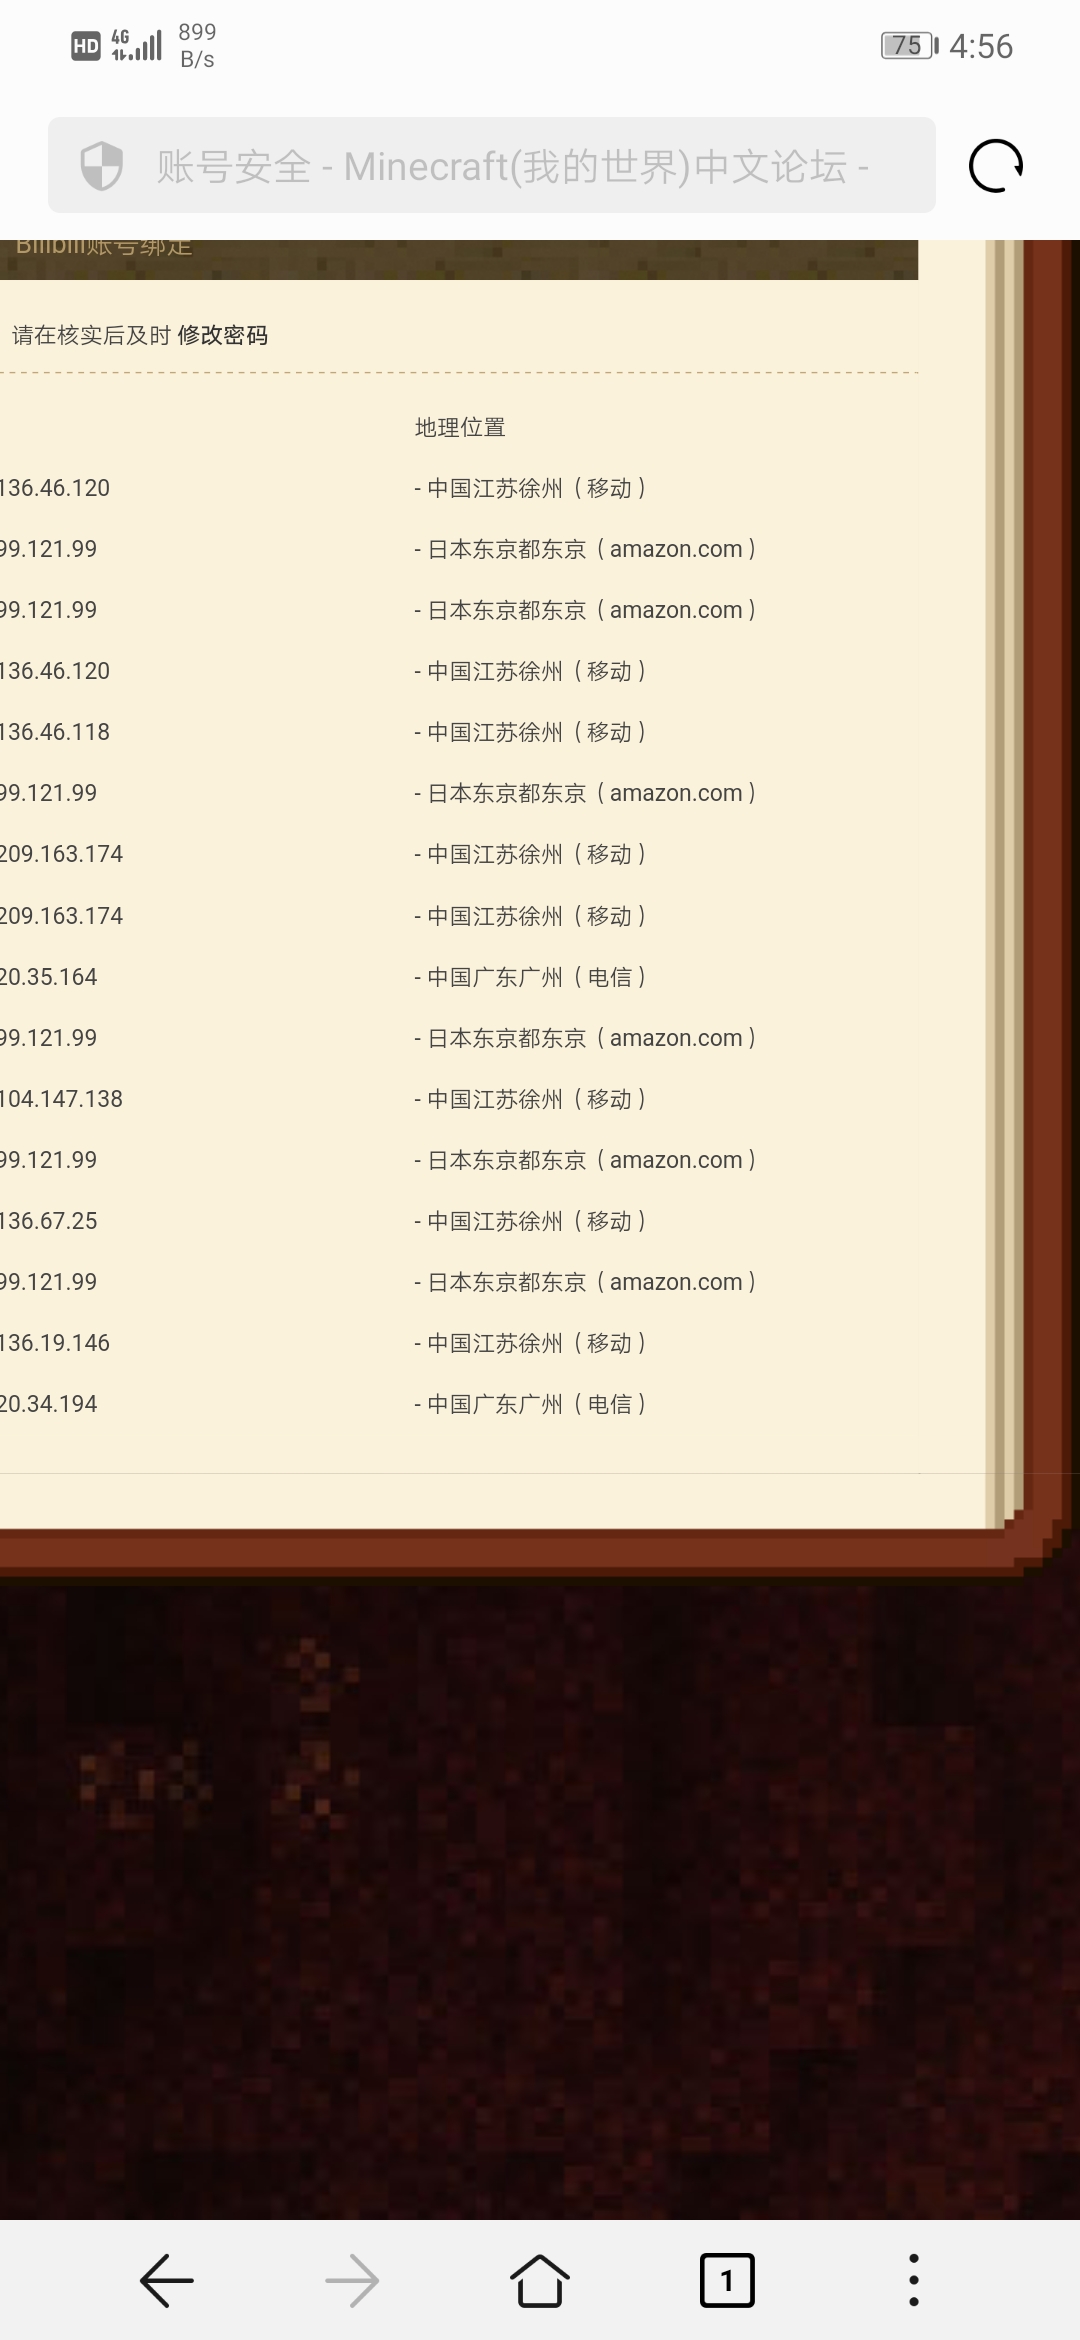 HD 4G 899 B/s 75 4:56
账号安全 - Minecraft(我的世界)中文论坛 -
Bilibili账号绑定
请在核实后及时 修改密码
地理位置
136.46.120 - 中国江苏徐州（移动）
99.121.99 - 日本东京都东京（amazon.com）
99.121.99 - 日本东京都东京（amazon.com）
136.46.120 - 中国江苏徐州（移动）
136.46.118 - 中国江苏徐州（移动）
99.121.99 - 日本东京都东京（amazon.com）
209.163.174 - 中国江苏徐州（移动）
209.163.174 - 中国江苏徐州（移动）
20.35.164 - 中国广东广州（电信）
99.121.99 - 日本东京都东京（amazon.com）
104.147.138 - 中国江苏徐州（移动）
99.121.99 - 日本东京都东京（amazon.com）
136.67.25 - 中国江苏徐州（移动）
99.121.99 - 日本东京都东京（amazon.com）
136.19.146 - 中国江苏徐州（移动）
20.34.194 - 中国广东广州（电信）
1